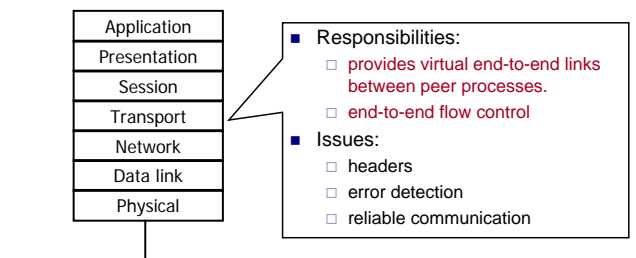 Application
Presentation
Session
Transport
Network
Data link
Physical
Responsibilities:
provides virtual end-to-end links
between peer processes.
end-to-end flow control
Issues:
headers
error detection
reliable communication